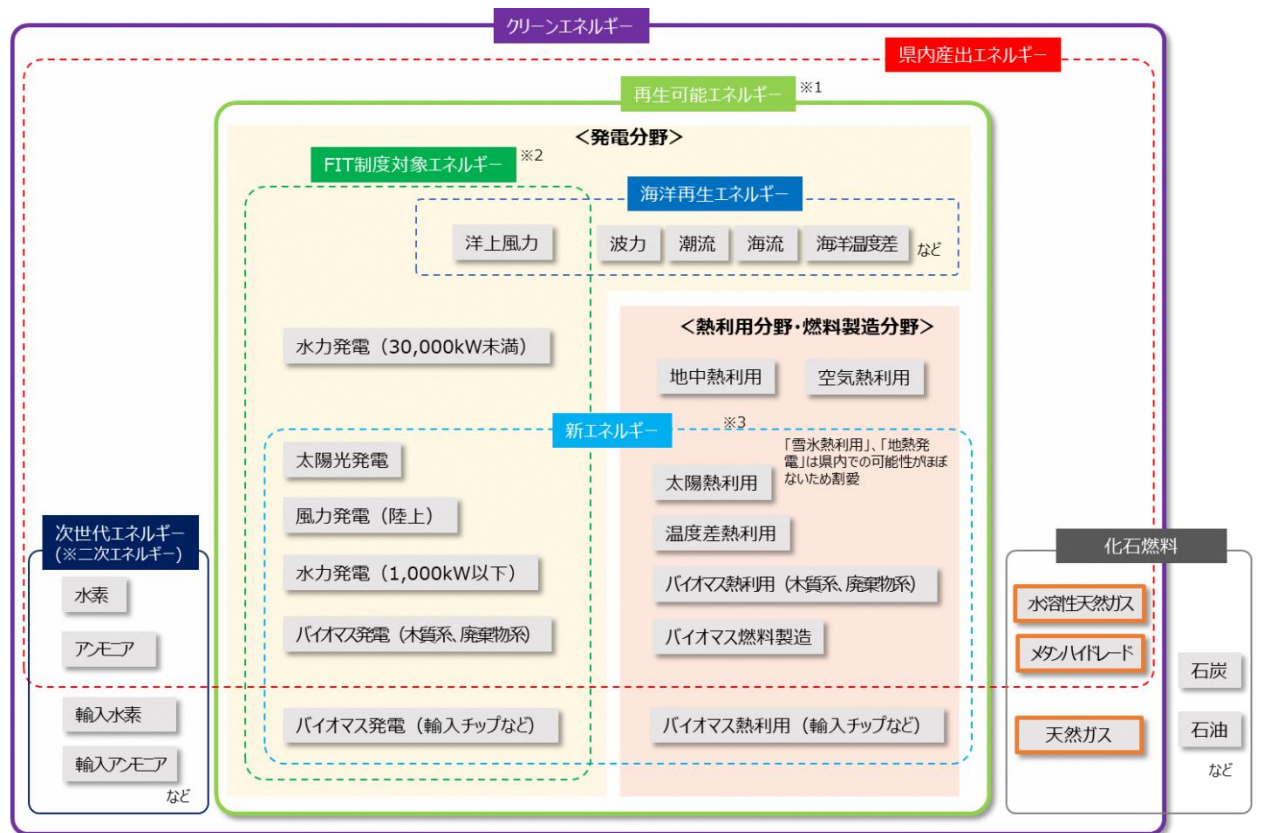 クリーンエネルギー
県内産出エネルギー
再生可能エネルギー
※1
<発電分野>
FIT制度対象エネルギー
※2
海洋再生エネルギー
洋上風力
波力
潮流
海流
海洋温度差
など
<熱利用分野・燃料製造分野>
水力発電（30,000kW未満）
地中熱利用
空気熱利用
新エネルギー
※3
「雪氷熱利用」、「地熱発
電」は県内での可能性がほぼ
ないため割愛
太陽光発電
太陽熱利用
風力発電（陸上）
温度差熱利用
水力発電（1,000kW以下）
バイオマス熱利用（木質系、廃棄物系）
バイオマス発電（木質系、廃棄物系）
バイオマス燃料製造
バイオマス発電（輸入チップなど）
バイオマス熱利用（輸入チップなど）
次世代エネルギー
(※二次エネルギー)
水素
アンモニア
輸入水素
輸入アンモニア
など
化石燃料
水溶性天然ガス
メタンハイドレード
天然ガス
石炭
石油
など